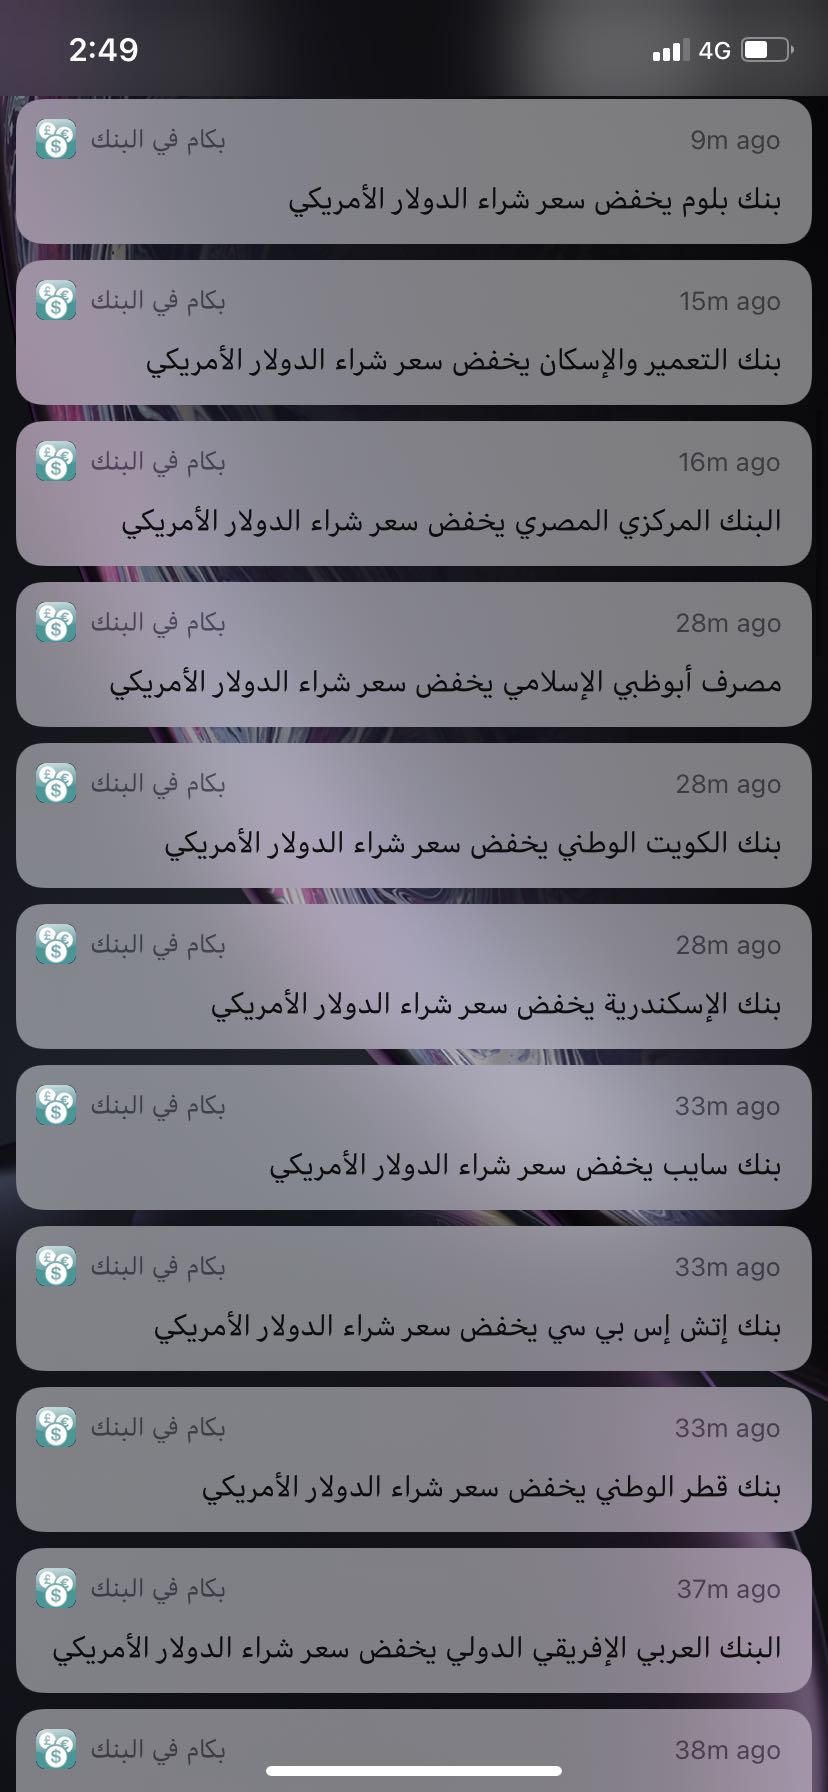 2:49
4G
بكام في البنك
9m ago
بنك بلوم يخفض سعر شراء الدولار الأمريكي
بكام في البنك
15m ago
بنك التعمير والإسكان يخفض سعر شراء الدولار الأمريكي
بكام في البنك
16m ago
البنك المركزي المصري يخفض سعر شراء الدولار الأمريكي
بكام في البنك
28m ago
مصرف أبوظبي الإسلامي يخفض سعر شراء الدولار الأمريكي
بكام في البنك
28m ago
بنك الكويت الوطني يخفض سعر شراء الدولار الأمريكي
بكام في البنك
28m ago
بنك الإسكندرية يخفض سعر شراء الدولار الأمريكي
بكام في البنك
33m ago
بنك سايب يخفض سعر شراء الدولار الأمريكي
بكام في البنك
33m ago
بنك إتش إس بي سي يخفض سعر شراء الدولار الأمريكي
بكام في البنك
33m ago
بنك قطر الوطني يخفض سعر شراء الدولار الأمريكي
بكام في البنك
37m ago
البنك العربي الإفريقي الدولي يخفض سعر شراء الدولار الأمريكي
بكام في البنك
38m ago